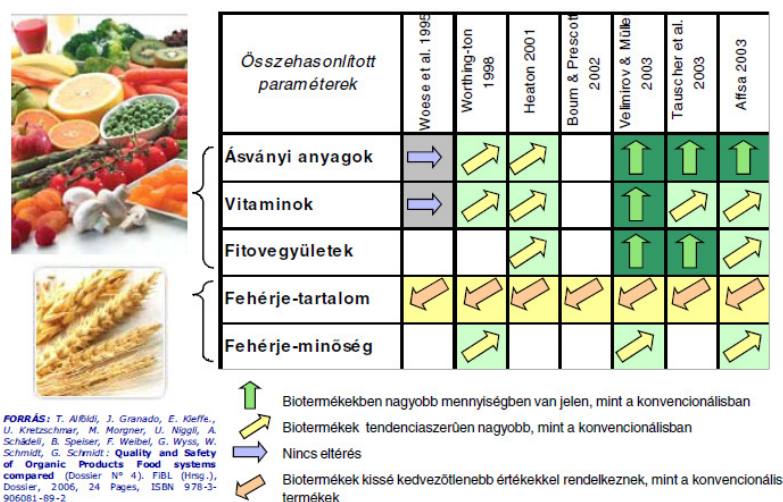 Összehasonlított
paraméterek
Woese et al. 1995
Worthing-ton
1998
Heaton 2001
Bourn & Prescott
2002
Velimirov & Mülle
2003
Tauscher et al.
2003
Affsa 2003
Ásványi anyagok
Vitaminok
Fitovegyületek
Fehérje-tartalom
Fehérje-minőség
Biotermékekben nagyobb mennyiségben van jelen, mint a konvencionálisban
Biotermékek tendenciaszerûen nagyobb, mint a konvencionálisban
Nincs eltérés
Biotermékek kissé kedvezőtlenebb értékekkel rendelkeznek, mint a konvencionális
termékek
FORRÁS: T. Alföldi, J. Granado, E. Kieffe.,
U. Kretzschmar, M. Morgner, U. Niggli, A.
Schädeli, B. Speiser, F. Weibel, G. Wyss, W.
Schmidt, G. Schmidt: Quality and Safety
of Organic Products Food systems
compared (Dossier N° 4). FiBL (Hrsg.),
Dossier, 2006, 24 Pages, ISBN 978-3-
906081-89-2